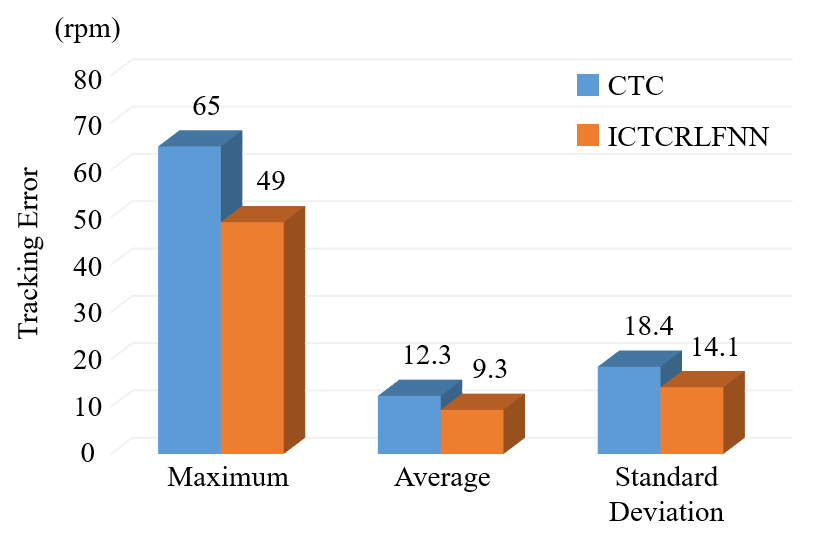 (rpm)
80
70
60
50
40
30
20
10
0
Tracking Error
65
49
12.3
9.3
18.4
14.1
CTC
ICTCRLFNN
Maximum
Average
Standard
Deviation